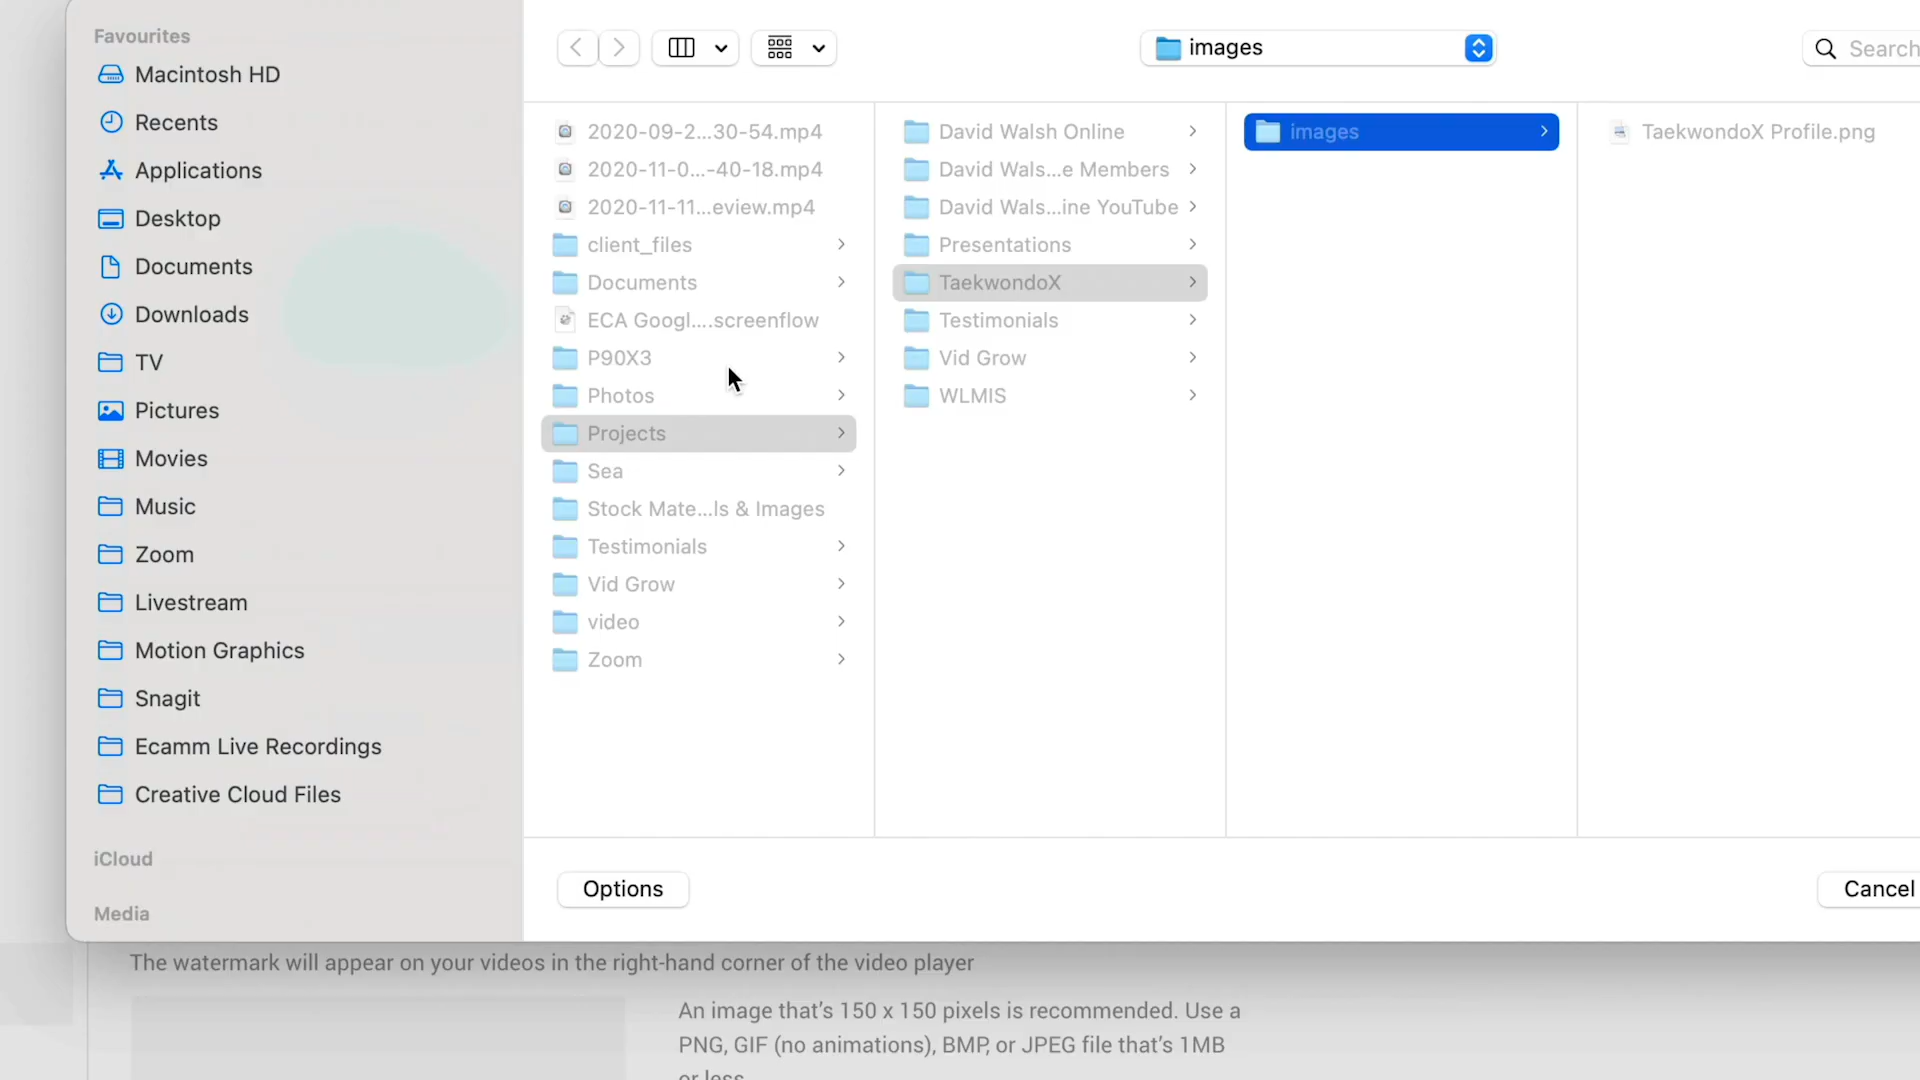 Favourites
Macintosh HD
Recents
Applications
Desktop
Documents
Downloads
TV
Pictures
Movies
Music
Zoom
Livestream
Motion Graphics
Snagit
Ecamm Live Recordings
Creative Cloud Files
iCloud
Media
images
Search
2020-09-2...30-54.mp4
2020-11-0...-40-18.mp4
2020-11-11...eview.mp4
client_files
Documents
ECA Googl....screenflow
P90X3
Photos
Projects
Sea
Stock Mate...ls & Images
Testimonials
Vid Grow
video
Zoom
David Walsh Online
David Wals...e Members
David Wals...ine YouTube
Presentations
TaekwondoX
Testimonials
Vid Grow
WLMIS
images
TaekwondoX Profile.png
Options
Cancel
The watermark will appear on your videos in the right-hand corner of the video player
An image that's 150 x 150 pixels is recommended. Use a
PNG, GIF (no animations), BMP, or JPEG file that's 1MB
or less